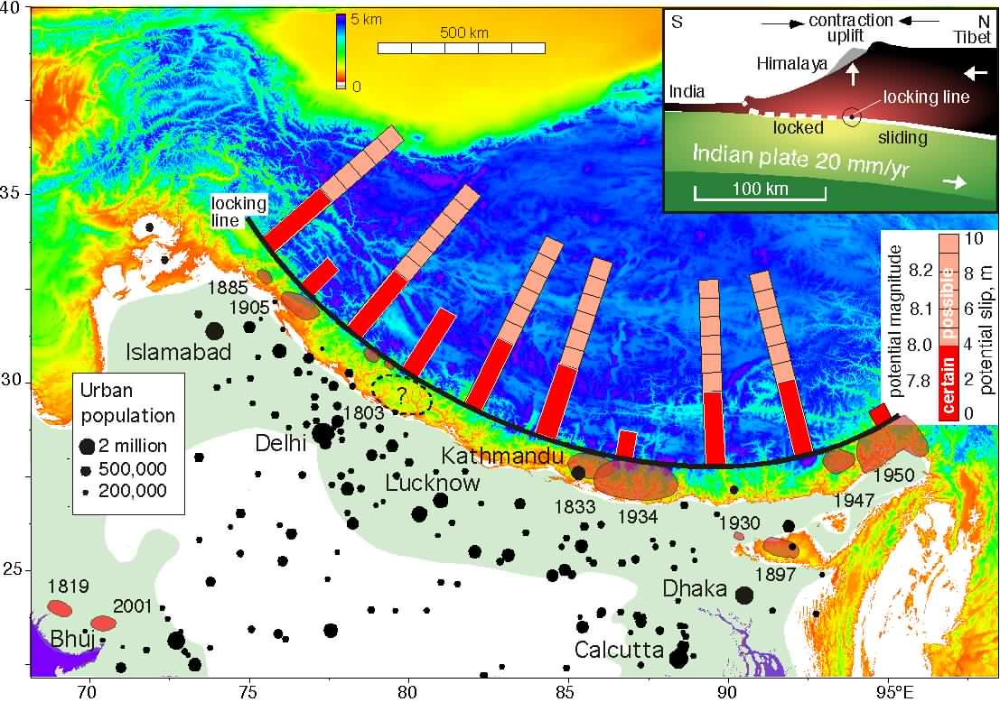 40
35
30
25
70
75
80
85
90
95°E
5 km
0
500 km
S
contraction
N
uplift
Tibet
Himalaya
India
locking line
locked
sliding
Indian plate 20 mm/yr
100 km
locking
line
potential magnitude
8.2
8.1
8.0
7.8
certain
possible
10
8
6
4
2
0
potential slip, m
1885
1905
Islamabad
Urban
population
2 million
500,000
200,000
?
1803
Delhi
Kathmandu
Lucknow
1833
1934
1930
1947
1950
1897
1819
2001
Bhuj
Dhaka
Calcutta